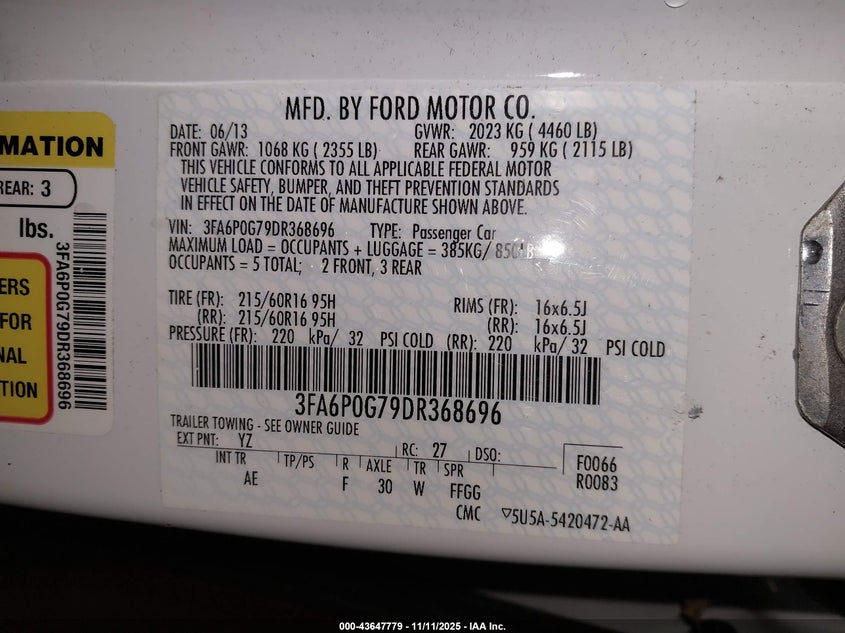 MATION
REAR: 3
lbs.
ERS
FOR
NAL
TION
3FA6P0G79DR368696
MFD. BY FORD MOTOR CO.
DATE: 06/13 GVWR: 2023 KG ( 4460 LB)
FRONT GAWR: 1068 KG ( 2355 LB) REAR GAWR: 959 KG ( 2115 LB)
THIS VEHICLE CONFORMS TO ALL APPLICABLE FEDERAL MOTOR
VEHICLE SAFETY, BUMPER, AND THEFT PREVENTION STANDARDS
IN EFFECT ON THE DATE OF MANUFACTURE SHOWN ABOVE.
VIN: 3FA6P0G79DR368696 TYPE: Passenger Car
MAXIMUM LOAD = OCCUPANTS + LUGGAGE = 385KG/
OCCUPANTS = 5 TOTAL; 2 FRONT, 3 REAR
TIRE (FR): 215/60R16 95H RIMS (FR): 16x6.5J
(RR): 215/60R16 95H (RR): 16x6.5J
PRESSURE (FR): 220 kPa/ 32 PSI COLD (RR): 220 kPa/ 32 PSI COLD
3FA6P0G79DR368696
TRAILER TOWING - SEE OWNER GUIDE
EXT PNT: YZ RC: 27 DSO: F0066
INT TR TP/PS R AXLE TR SPR R0083
AE F 30 W FFGG
CMC ▽5U5A-5420472-AA
000-43647779 - 11/11/2025 - IAA Inc.